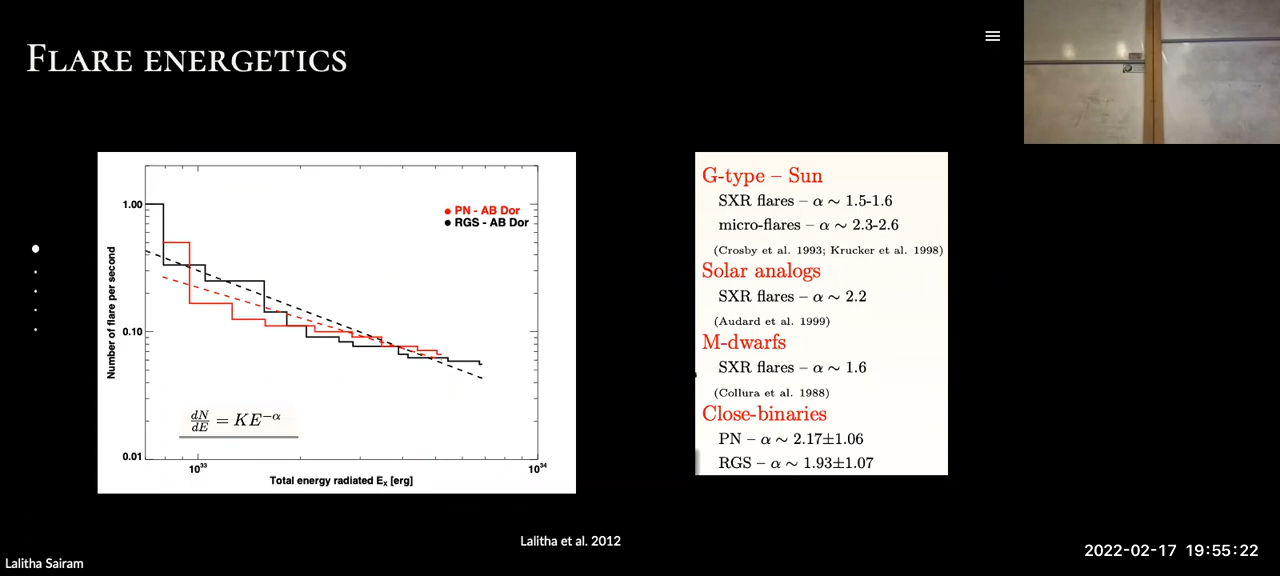 FLARE ENERGETICS
PN - AB Dor
RGS - AB Dor
Number of flare per second
1.00
0.10
0.01
dN/dE = KE^−α
10^33
10^34
Total energy radiated E_X [erg]
G-type – Sun
SXR flares – α ∼ 1.5-1.6
micro-flares – α ∼ 2.3-2.6
(Crosby et al. 1993; Krucker et al. 1998)
Solar analogs
SXR flares – α ∼ 2.2
(Audard et al. 1999)
M-dwarfs
SXR flares – α ∼ 1.6
(Collura et al. 1988)
Close-binaries
PN – α ∼ 2.17±1.06
RGS – α ∼ 1.93±1.07
Lalitha et al. 2012
Lalitha Sairam
2022-02-17 19:55:22